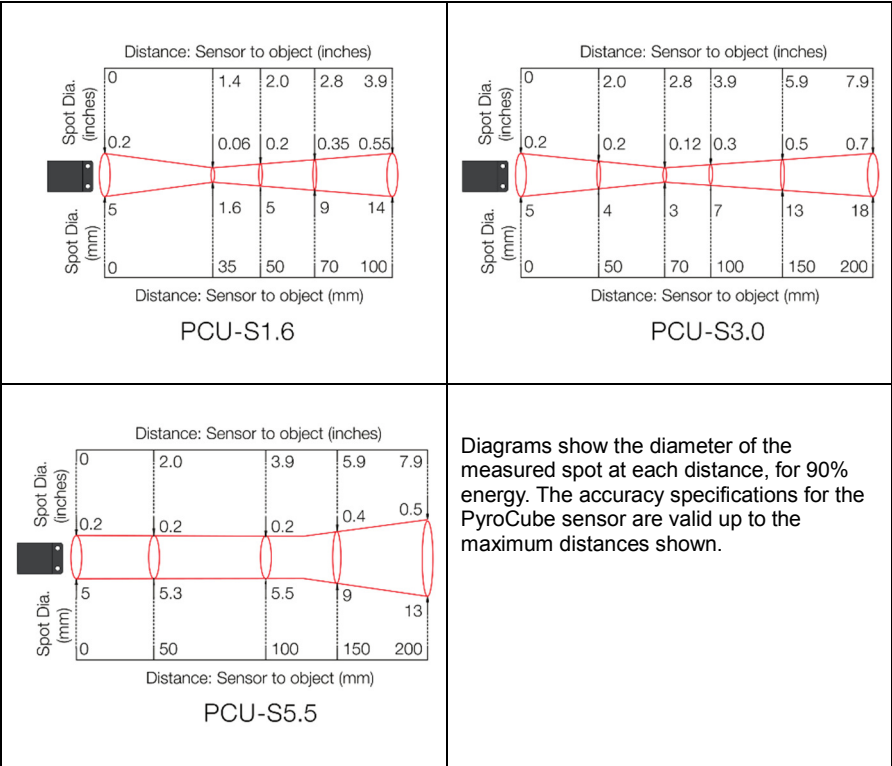 Distance: Sensor to object (inches)
0 1.4 2.0 2.8 3.9
Spot Dia.
(inches)
0.2 0.06 0.2 0.35 0.55
5 1.6 5 9 14
Spot Dia.
(mm)
0 35 50 70 100
Distance: Sensor to object (mm)
PCU-S1.6
Distance: Sensor to object (inches)
0 2.0 2.8 3.9 5.9 7.9
Spot Dia.
(inches)
0.2 0.2 0.12 0.3 0.5 0.7
5 4 3 7 13 18
Spot Dia.
(mm)
0 50 70 100 150 200
Distance: Sensor to object (mm)
PCU-S3.0
Distance: Sensor to object (inches)
0 2.0 3.9 5.9 7.9
Spot Dia.
(inches)
0.2 0.2 0.2 0.4 0.5
5 5.3 5.5 9 13
Spot Dia.
(mm)
0 50 100 150 200
Distance: Sensor to object (mm)
PCU-S5.5
Diagrams show the diameter of the
measured spot at each distance, for 90%
energy. The accuracy specifications for the
PyroCube sensor are valid up to the
maximum distances shown.